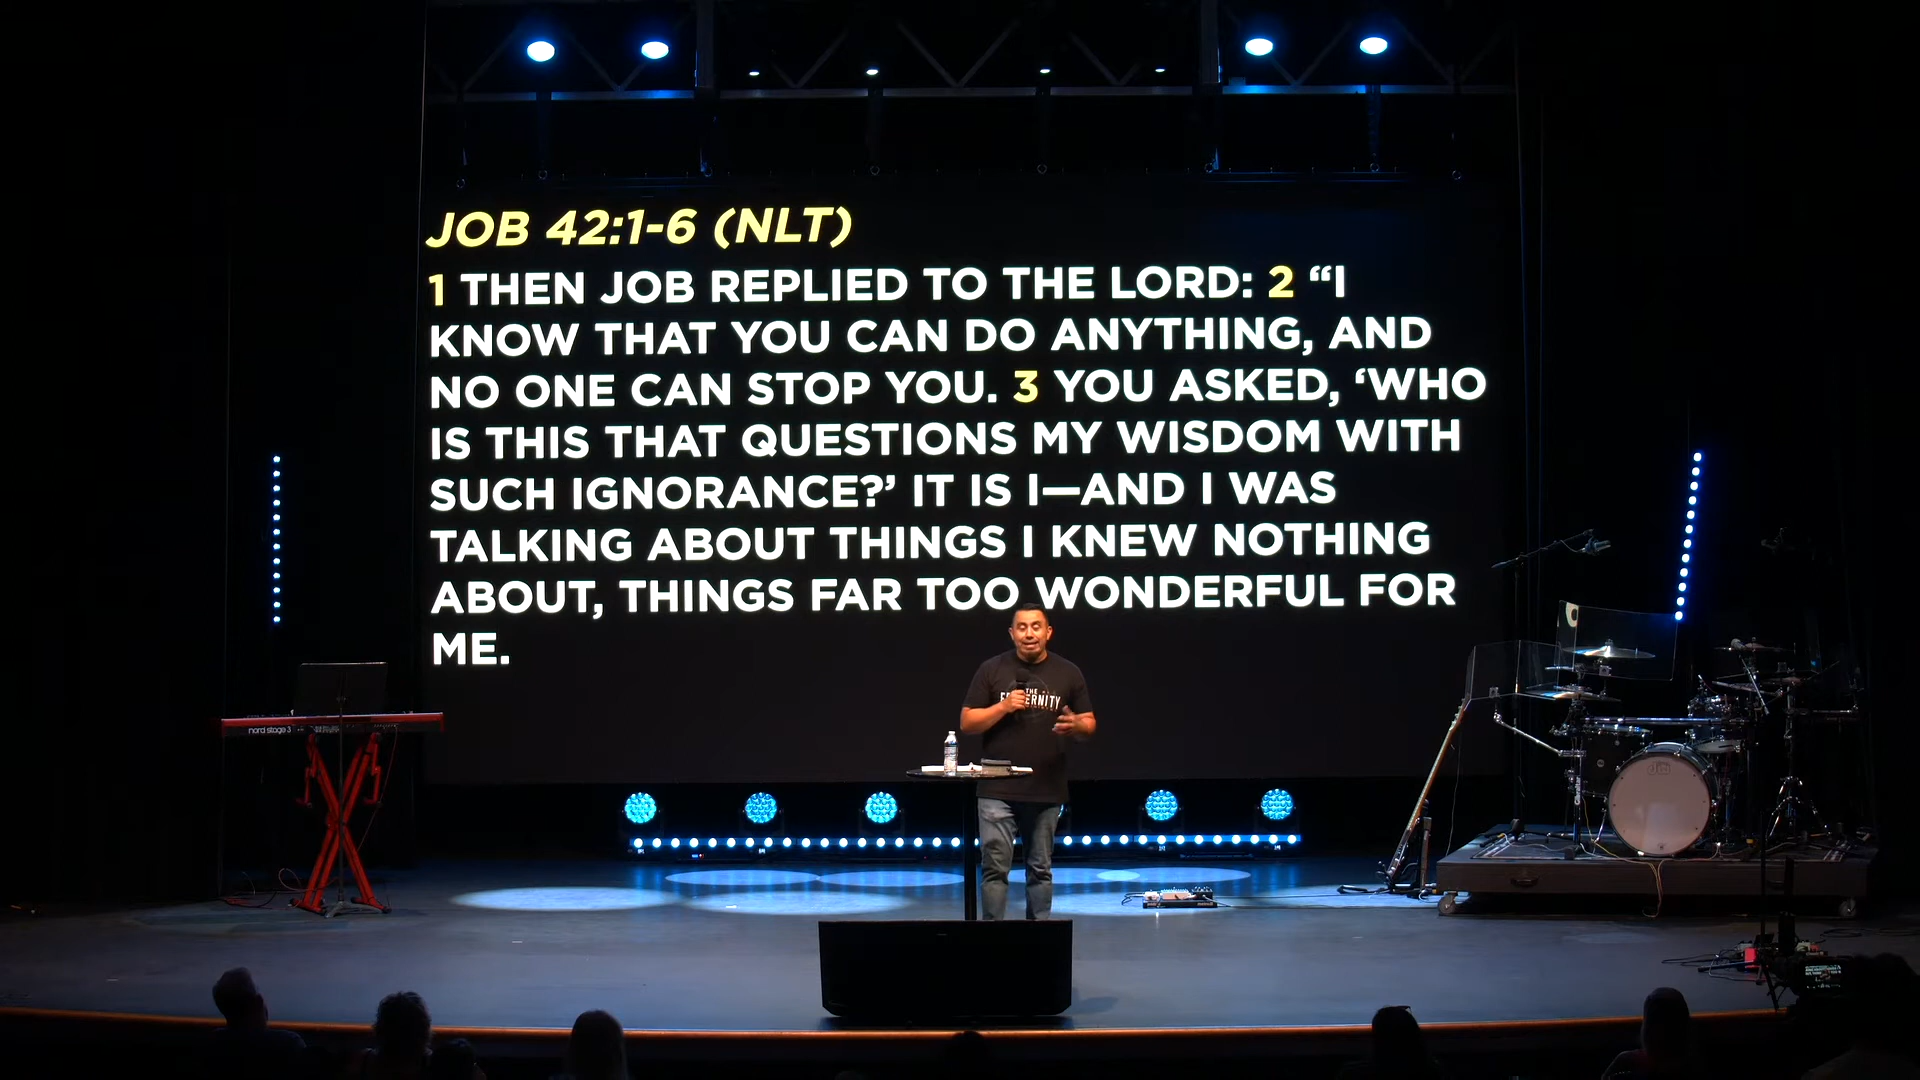 JOB 42:1-6 (NLT)
1 THEN JOB REPLIED TO THE LORD: 2 “I
KNOW THAT YOU CAN DO ANYTHING, AND
NO ONE CAN STOP YOU. 3 YOU ASKED, ‘WHO
IS THIS THAT QUESTIONS MY WISDOM WITH
SUCH IGNORANCE?’ IT IS I—AND I WAS
TALKING ABOUT THINGS I KNEW NOTHING
ABOUT, THINGS FAR TOO WONDERFUL FOR
ME.
THE
nord stage 3